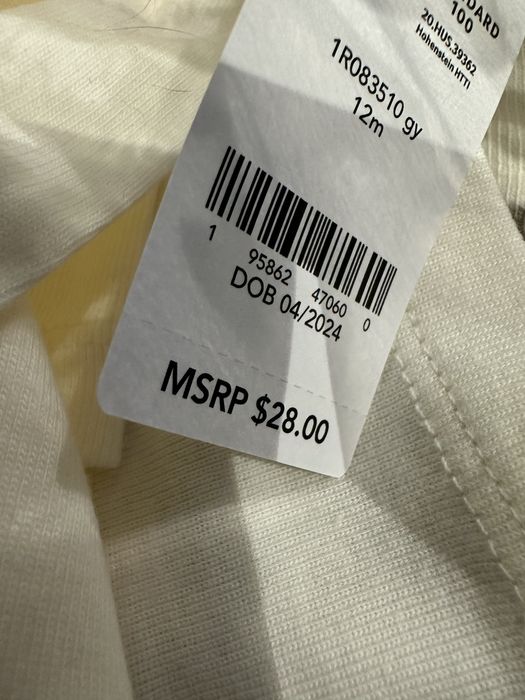 DARD
100
20.HUS.39362
Hohenstein HTTI
1R083510 gy
12m
1 95862 47060 0
DOB 04/2024
MSRP $28.00